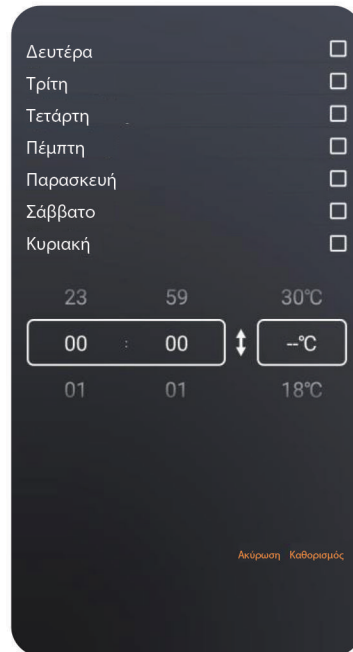 Δευτέρα
Τρίτη
Τετάρτη
Πέμπτη
Παρασκευή
Σάββατο
Κυριακή
23 59 30°C
00 : 00 --°C
01 01 18°C
Ακύρωση Καθορισμός